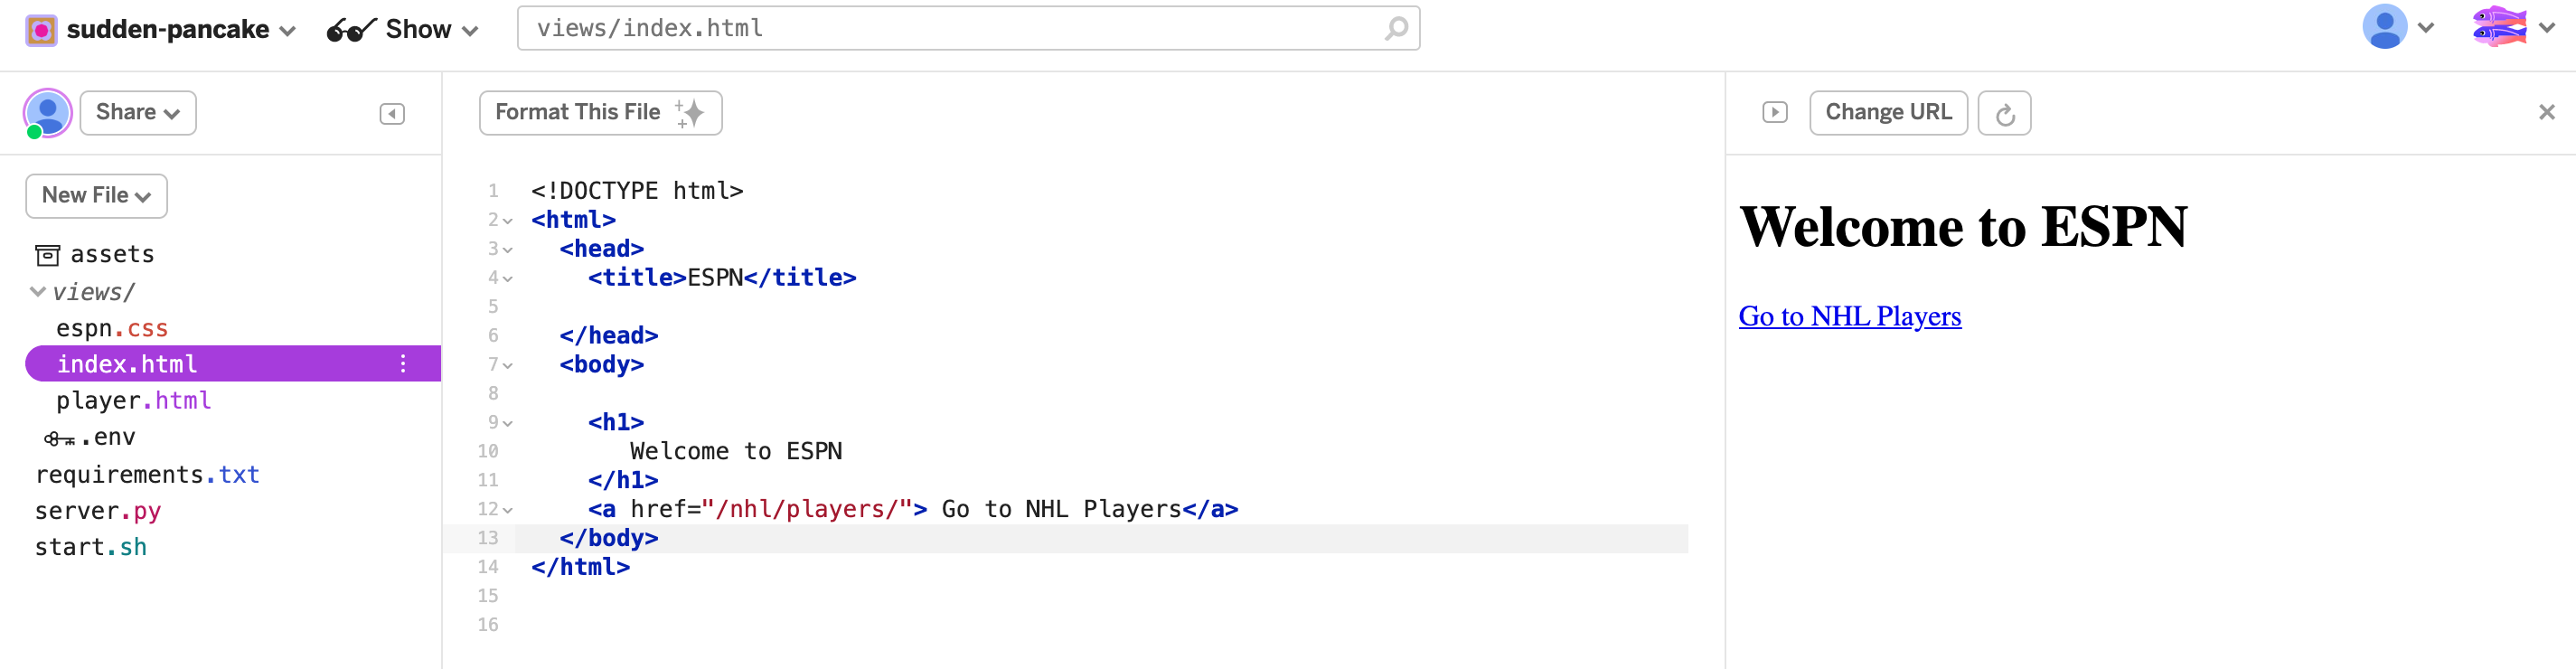 sudden-pancake Show views/index.html
Share Format This File Change URL
New File
assets
views/
espn.css
index.html
player.html
.env
requirements.txt
server.py
start.sh
1 <!DOCTYPE html>
2 <html>
3 <head>
4 <title>ESPN</title>
5
6 </head>
7 <body>
8
9 <h1>
10 Welcome to ESPN
11 </h1>
12 <a href="/nhl/players/"> Go to NHL Players</a>
13 </body>
14 </html>
15
16
Welcome to ESPN
Go to NHL Players